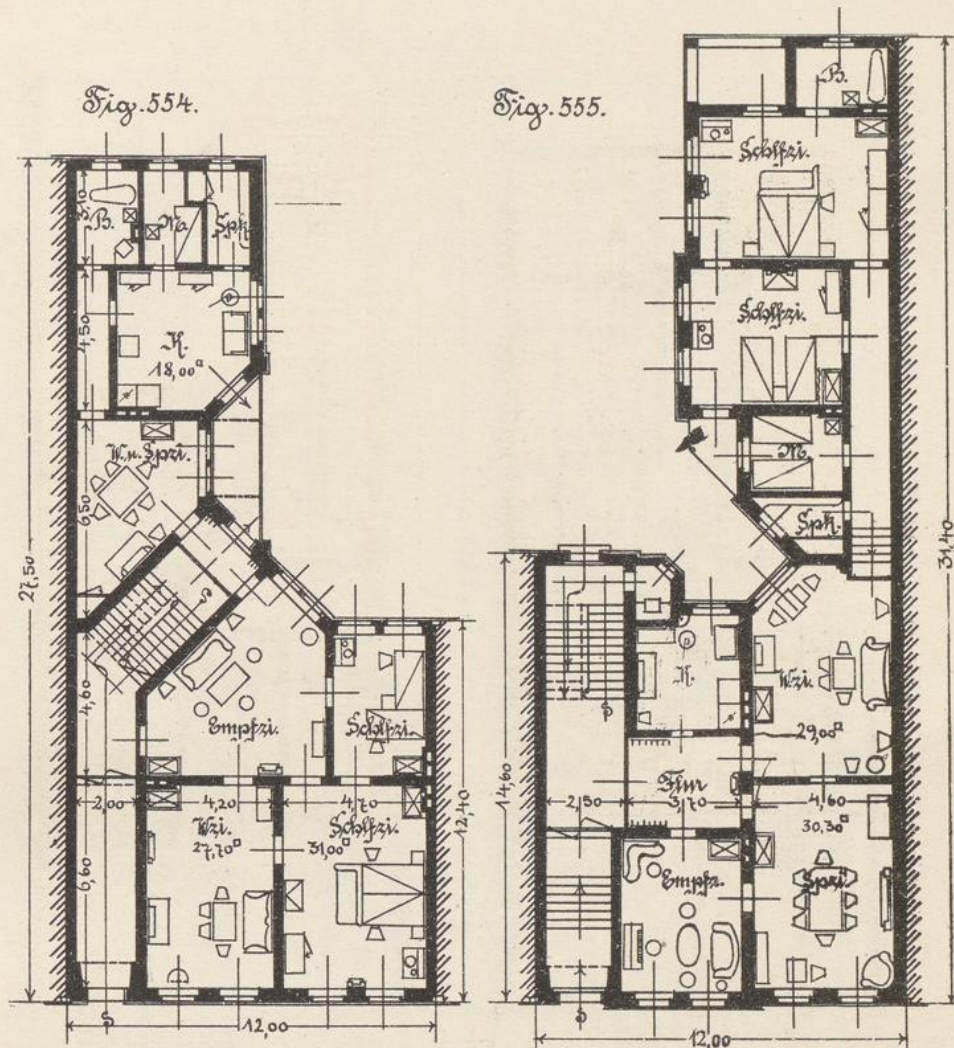 Fig. 554.
B.
M.
Spk.
3,10
4,50
K.
18,00□
W. u. Spzi.
6,50
27,50
4,60
Empfzi.
Schlfzi.
2,00
4,20
4,70
Wzi.
27,70□
Schlfzi.
31,00□
6,60
12,40
12,00
Fig. 555.
B.
Schlfzi.
Schlfzi.
M.
Spk.
31,40
K.
Wzi.
29,00□
14,60
Flur
2,50
3,70
4,60
30,30□
Empfz.
Spzi.
12,00